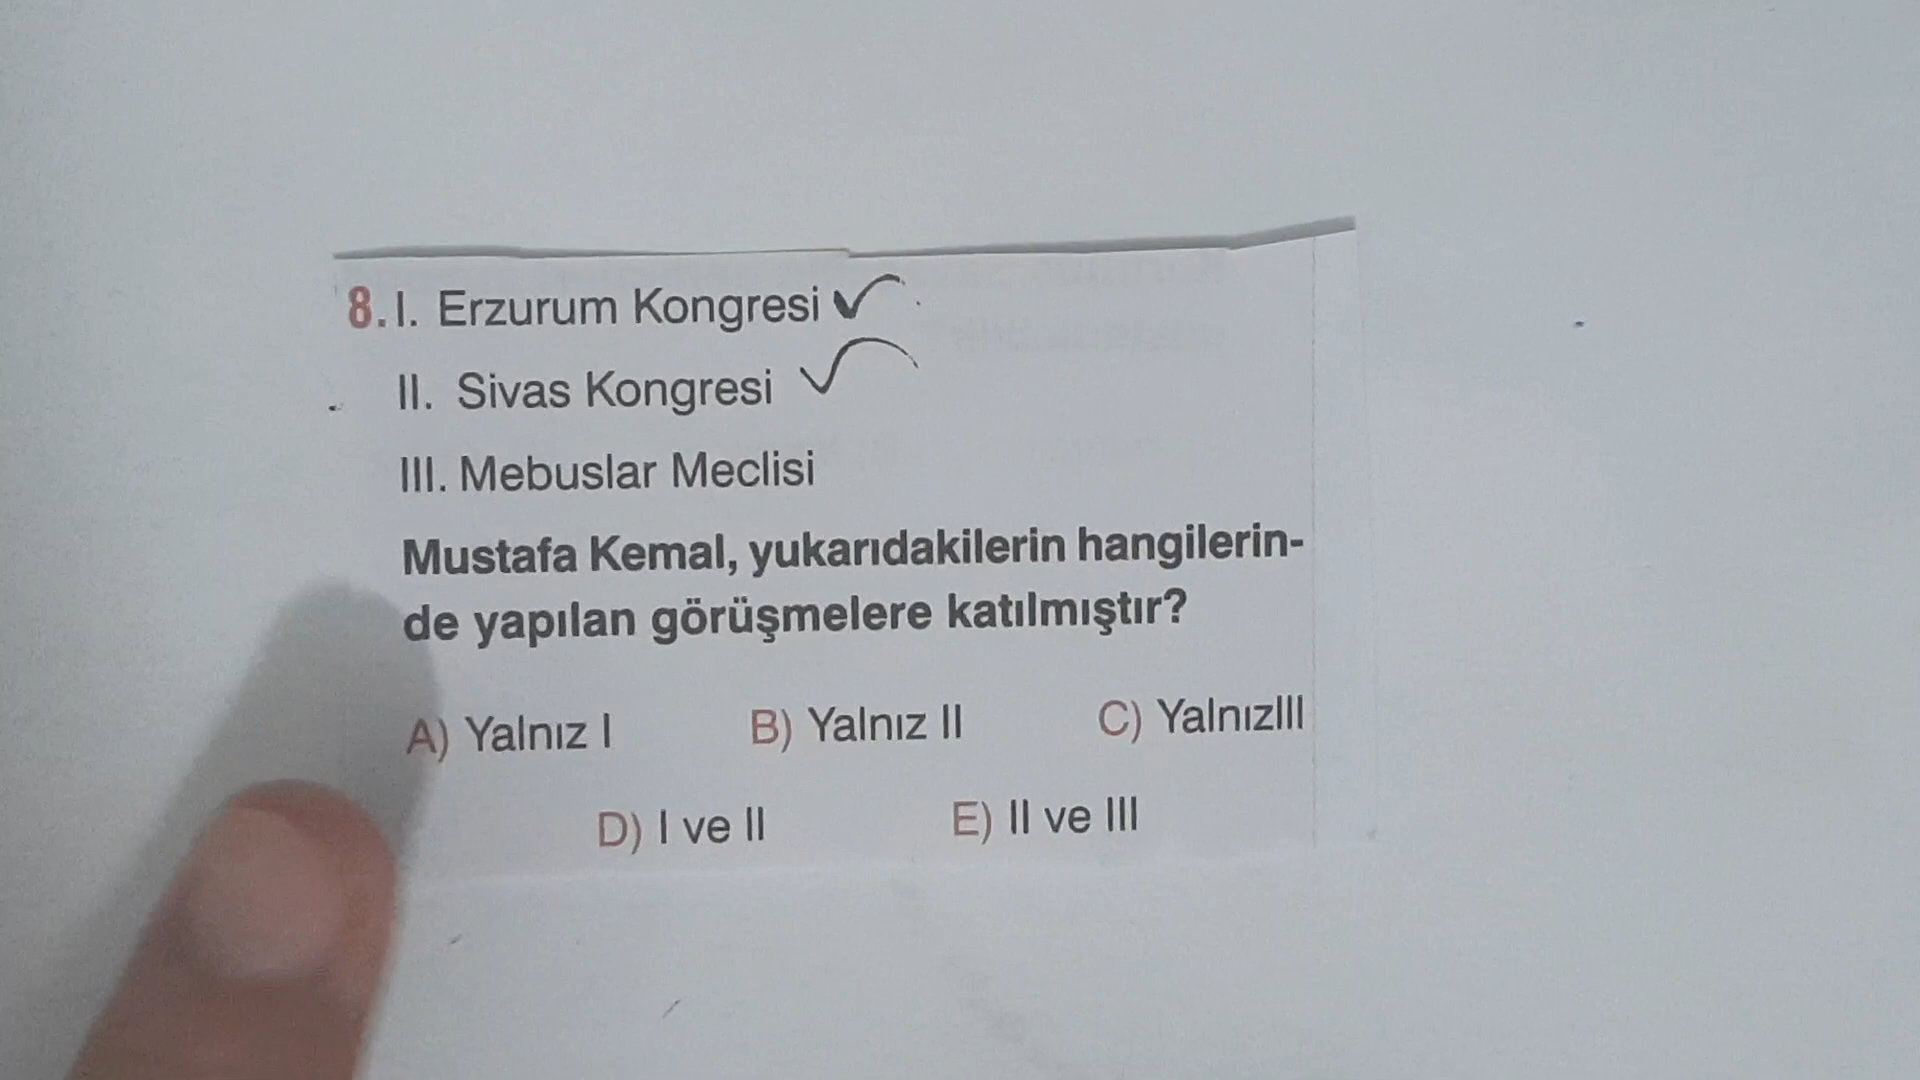 8. I. Erzurum Kongresi
II. Sivas Kongresi
III. Mebuslar Meclisi
Mustafa Kemal, yukarıdakilerin hangilerin-
de yapılan görüşmelere katılmıştır?
A) Yalnız I B) Yalnız II C) YalnızIII
D) I ve II E) II ve III